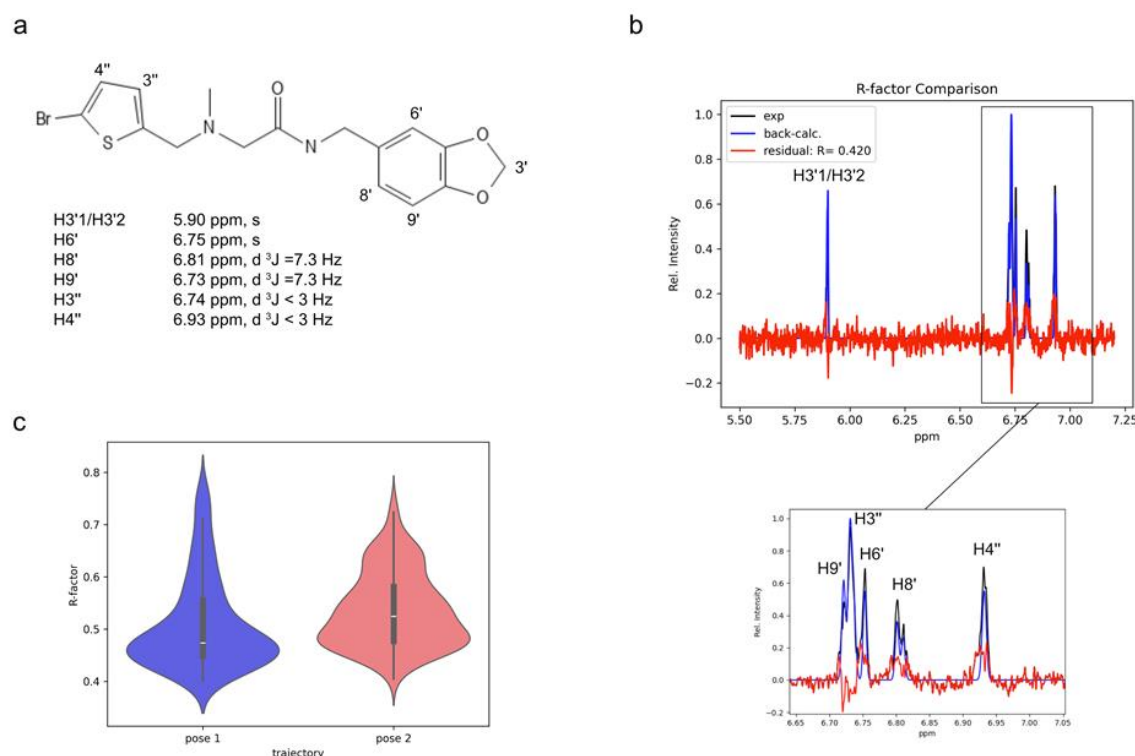 a
4'' 3'' O 6' O
Br S N N H O 3'
8' 9'
H3'1/H3'2 5.90 ppm, s
H6' 6.75 ppm, s
H8' 6.81 ppm, d ³J =7.3 Hz
H9' 6.73 ppm, d ³J =7.3 Hz
H3'' 6.74 ppm, d ³J < 3 Hz
H4'' 6.93 ppm, d ³J < 3 Hz
b
R-factor Comparison
exp
back-calc.
residual: R= 0.420
H3'1/H3'2
Rel. Intensity
1.0
0.8
0.6
0.4
0.2
0.0
−0.2
5.50 5.75 6.00 6.25 6.50 6.75 7.00 7.25
ppm
H3''
H9' H6' H8' H4''
Rel. Intensity
1.0
0.8
0.6
0.4
0.2
0.0
−0.2
6.65 6.70 6.75 6.80 6.85 6.90 6.95 7.00 7.05
ppm
c
R-factor
0.8
0.7
0.6
0.5
0.4
pose 1 pose 2
trajectory